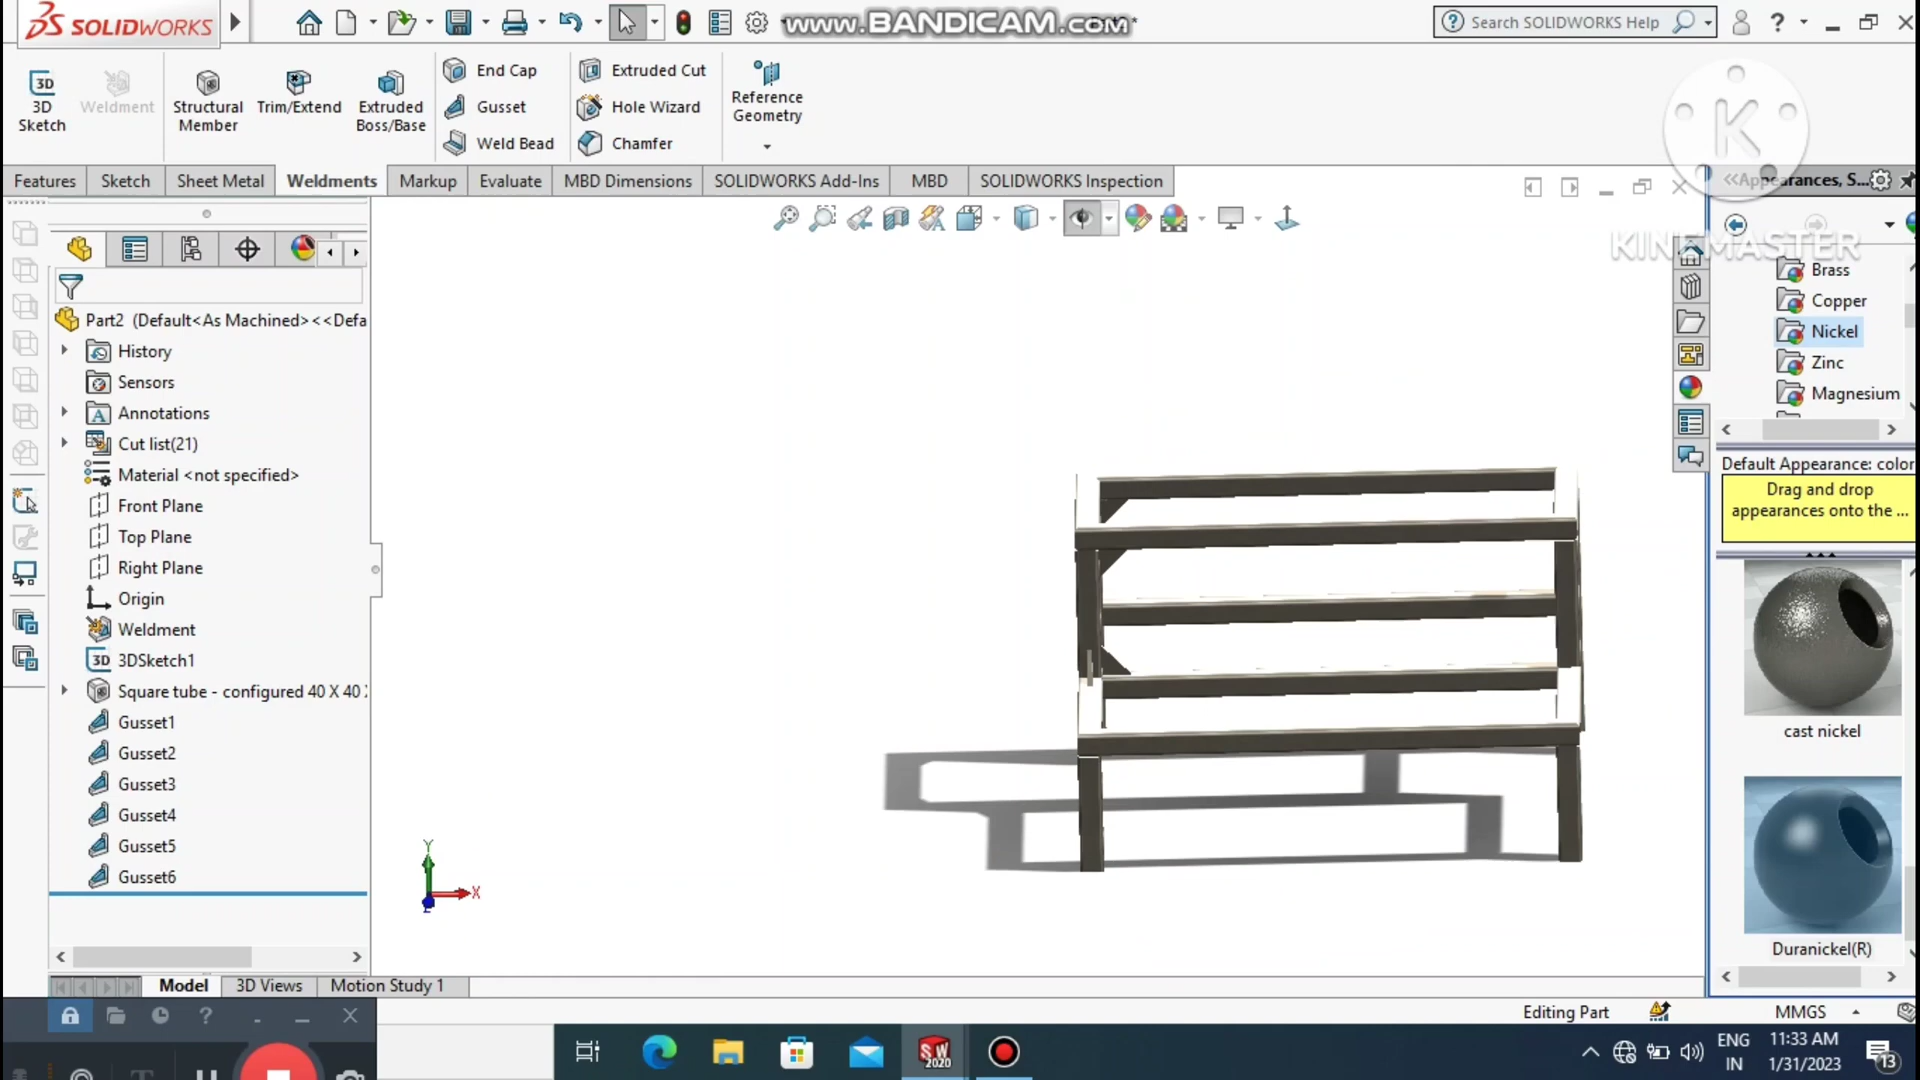 SOLIDWORKS
www.BANDICAM.com
Search SOLIDWORKS Help
3D
Sketch
Weldment
Structural
Member
Trim/Extend
Extruded
Boss/Base
End Cap
Gusset
Weld Bead
Extruded Cut
Hole Wizard
Chamfer
Reference
Geometry
K
KINEMASTER
Features
Sketch
Sheet Metal
Weldments
Markup
Evaluate
MBD Dimensions
SOLIDWORKS Add-Ins
MBD
SOLIDWORKS Inspection
Appearances, S...
Part2 (Default<As Machined><<Defa
History
Sensors
Annotations
Cut list(21)
Material <not specified>
Front Plane
Top Plane
Right Plane
Origin
Weldment
3DSketch1
Square tube - configured 40 X 40
Gusset1
Gusset2
Gusset3
Gusset4
Gusset5
Gusset6
Y
X
Z
Brass
Copper
Nickel
Zinc
Magnesium
Default Appearance: color
Drag and drop
appearances onto the ...
cast nickel
Duranickel(R)
Model
3D Views
Motion Study 1
Editing Part
MMGS
SW
2020
ENG
IN
11:33 AM
1/31/2023
13